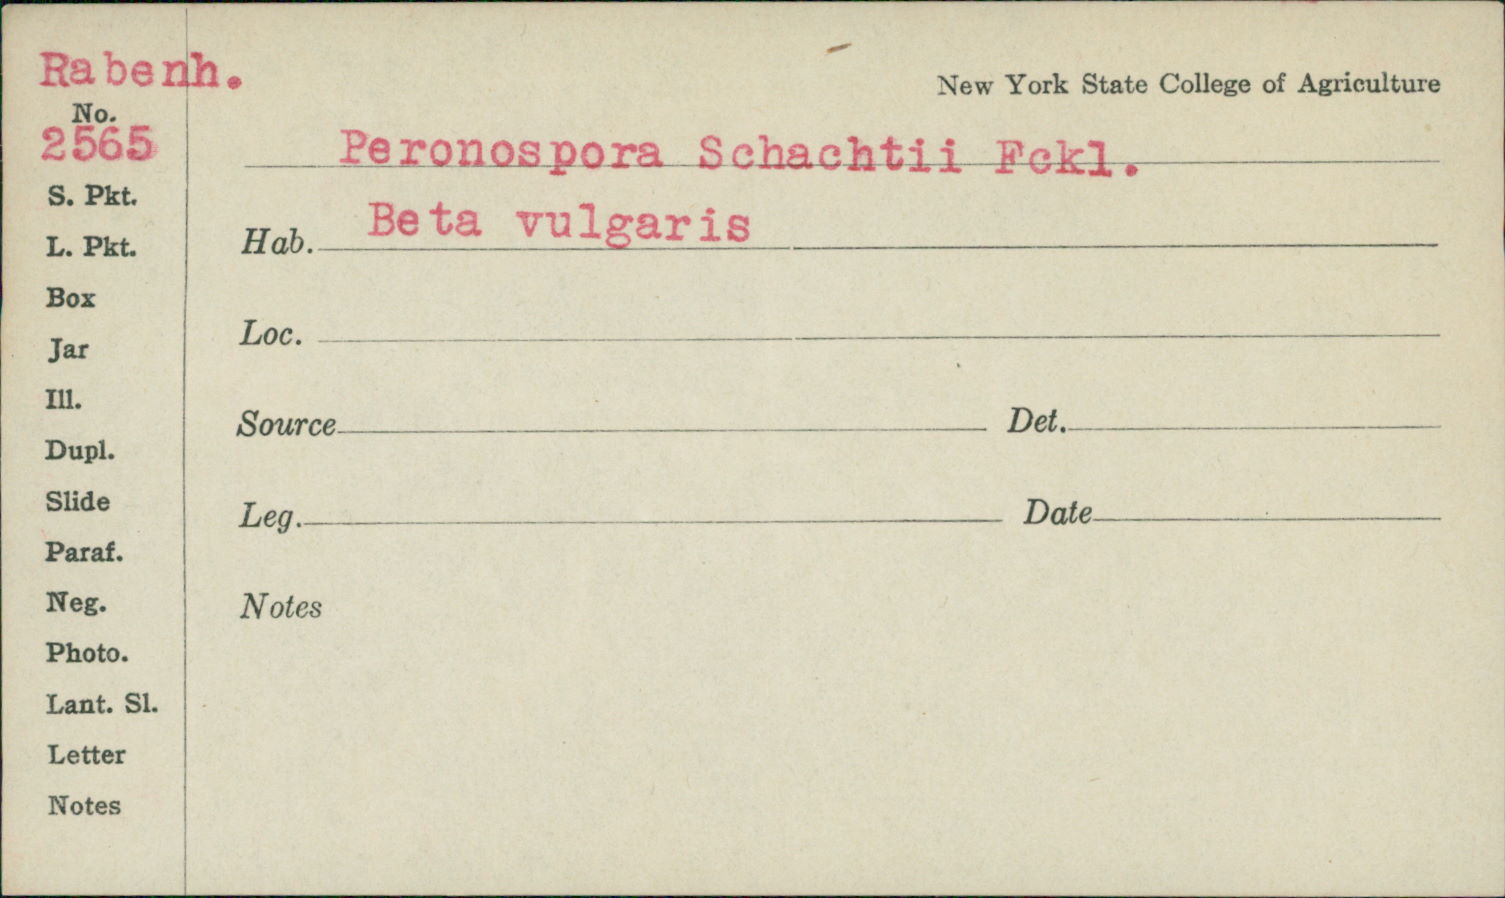 Rabenh.
No.
2565
S. Pkt.
L. Pkt.
Box
Jar
Ill.
Dupl.
Slide
Paraf.
Neg.
Photo.
Lant. Sl.
Letter
Notes
New York State College of Agriculture
Peronospora Schachtii Fckl.
Hab. Beta vulgaris
Loc.
Source Det.
Leg. Date
Notes